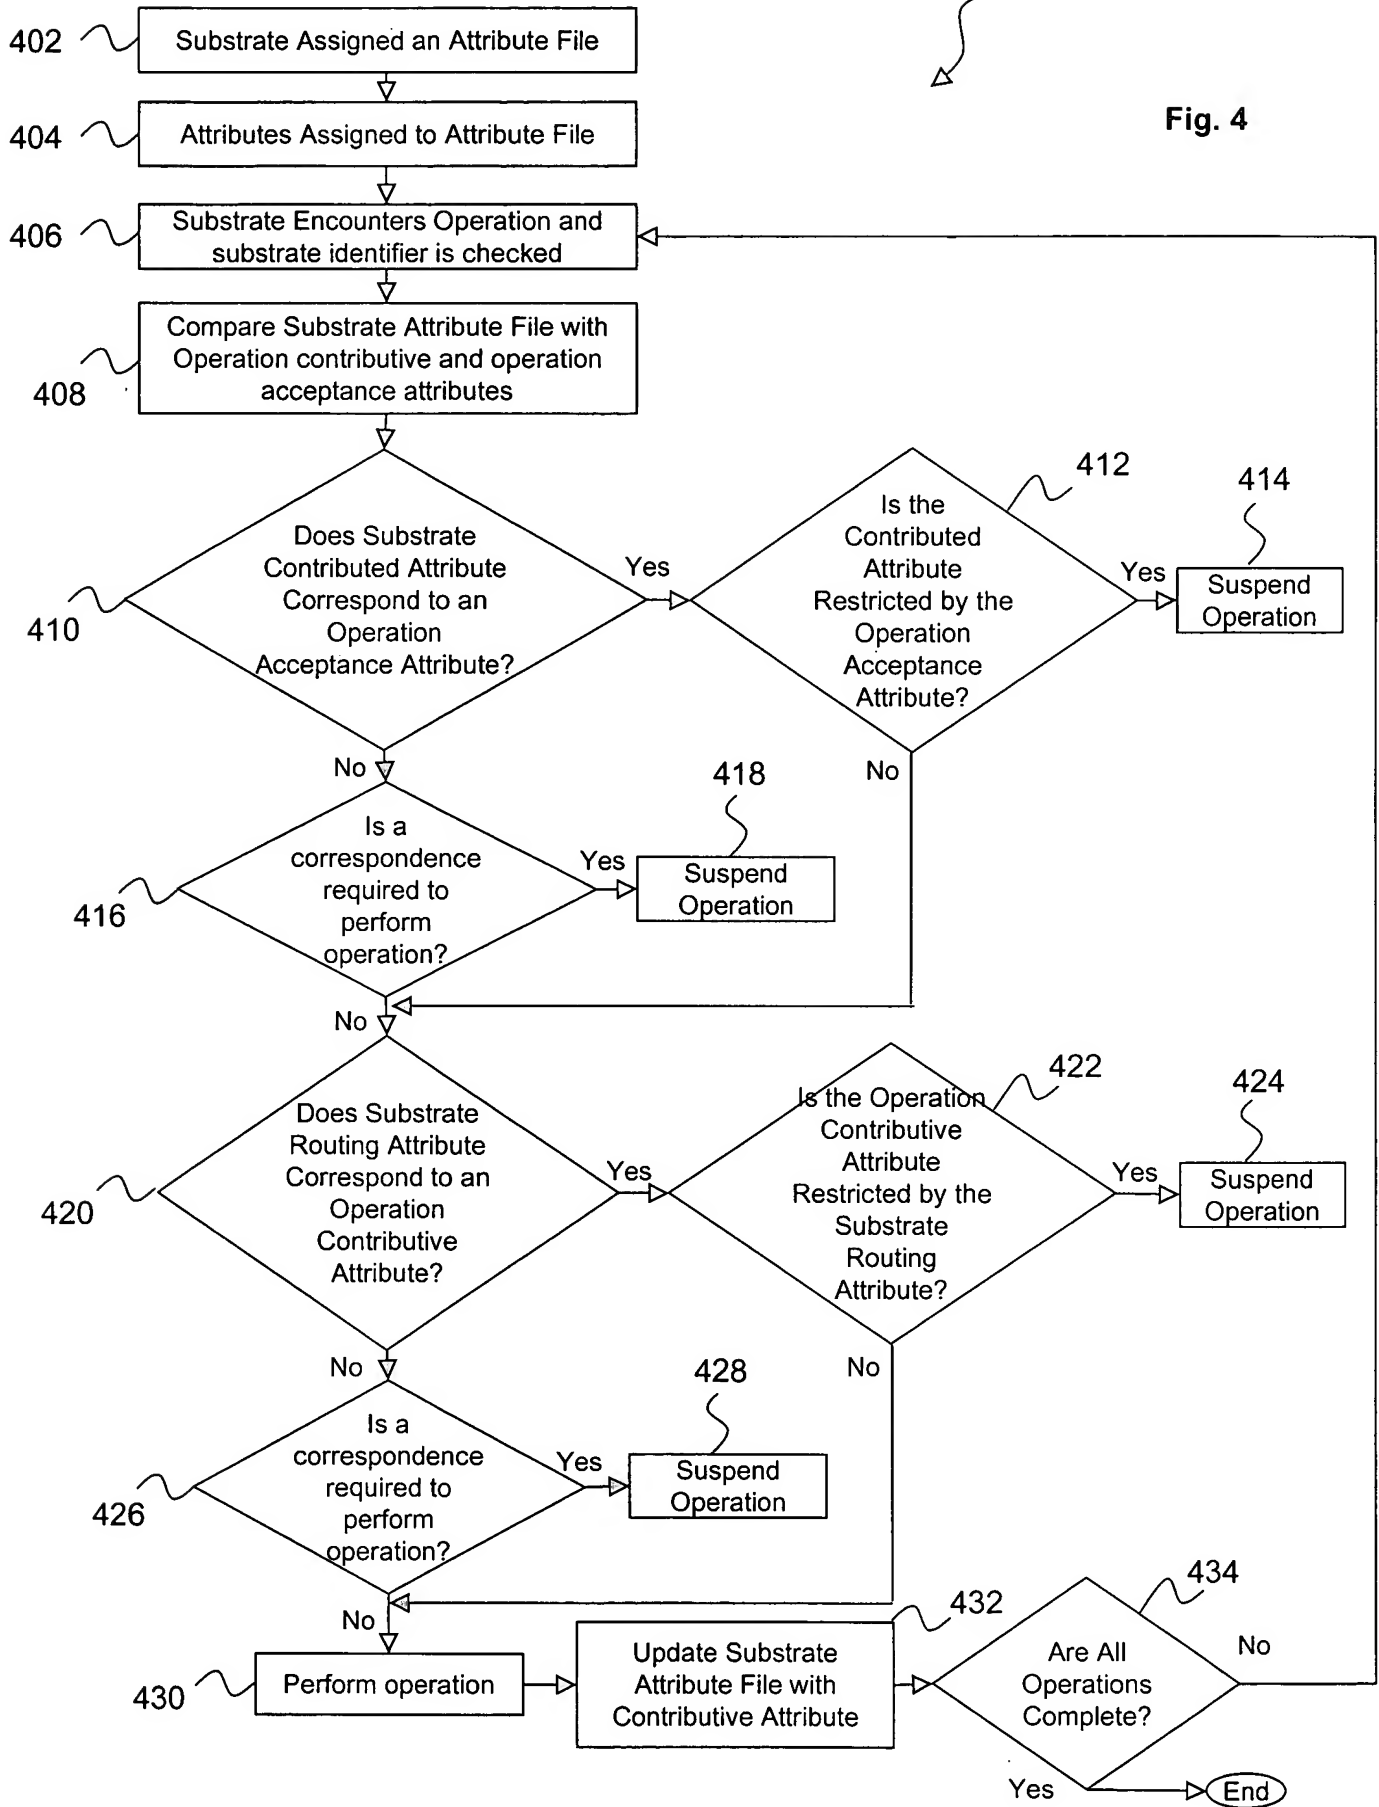 402
Substrate Assigned an Attribute File
Fig. 4
404
Attributes Assigned to Attribute File
406
Substrate Encounters Operation and
substrate identifier is checked
408
Compare Substrate Attribute File with
Operation contributive and operation
acceptance attributes
410
Does Substrate
Contributed Attribute
Correspond to an
Operation
Acceptance Attribute?
Yes
No
412
Is the
Contributed
Attribute
Restricted by the
Operation
Acceptance
Attribute?
Yes
No
414
Suspend
Operation
416
Is a
correspondence
required to
perform
operation?
Yes
No
418
Suspend
Operation
420
Does Substrate
Routing Attribute
Correspond to an
Operation
Contributive
Attribute?
Yes
No
422
Is the Operation
Contributive
Attribute
Restricted by the
Substrate
Routing
Attribute?
Yes
No
424
Suspend
Operation
426
Is a
correspondence
required to
perform
operation?
Yes
No
428
Suspend
Operation
430
Perform operation
432
Update Substrate
Attribute File with
Contributive Attribute
434
Are All
Operations
Complete?
No
Yes
End